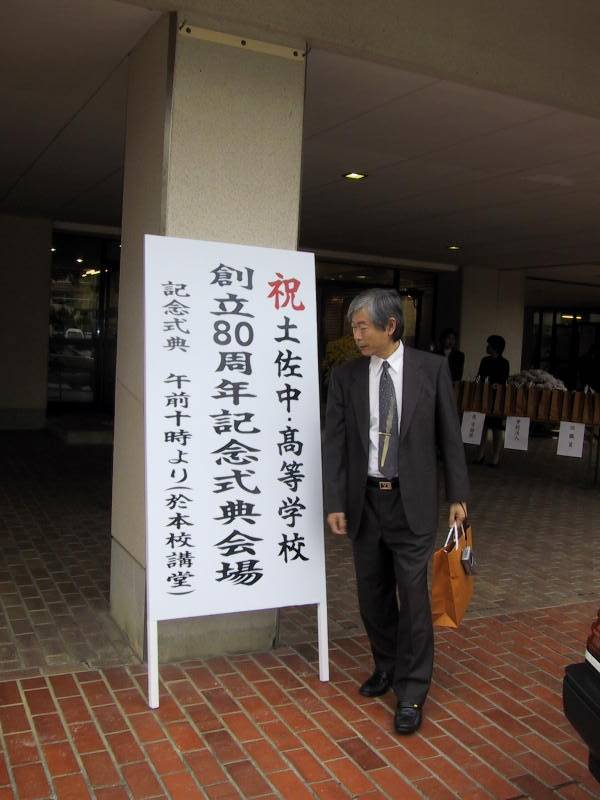 祝 土佐中・高等学校
創立80周年記念式典会場
記念式典 午前十時より(於本校講堂)